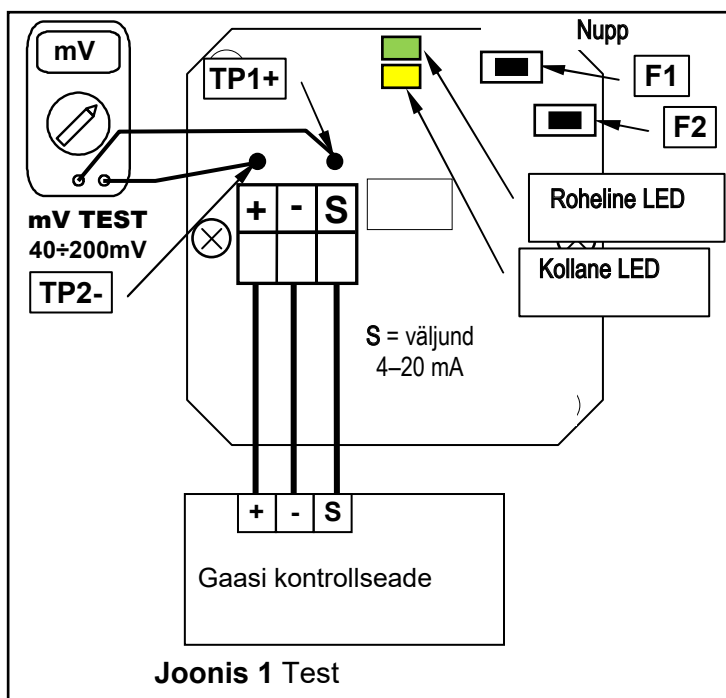 mV
mV TEST
40÷200mV
TP1+
TP2-
Nupp
F1
F2
Roheline LED
Kollane LED
+ - S
S = väljund
4–20 mA
+ - S
Gaasi kontrollseade
Joonis 1 Test